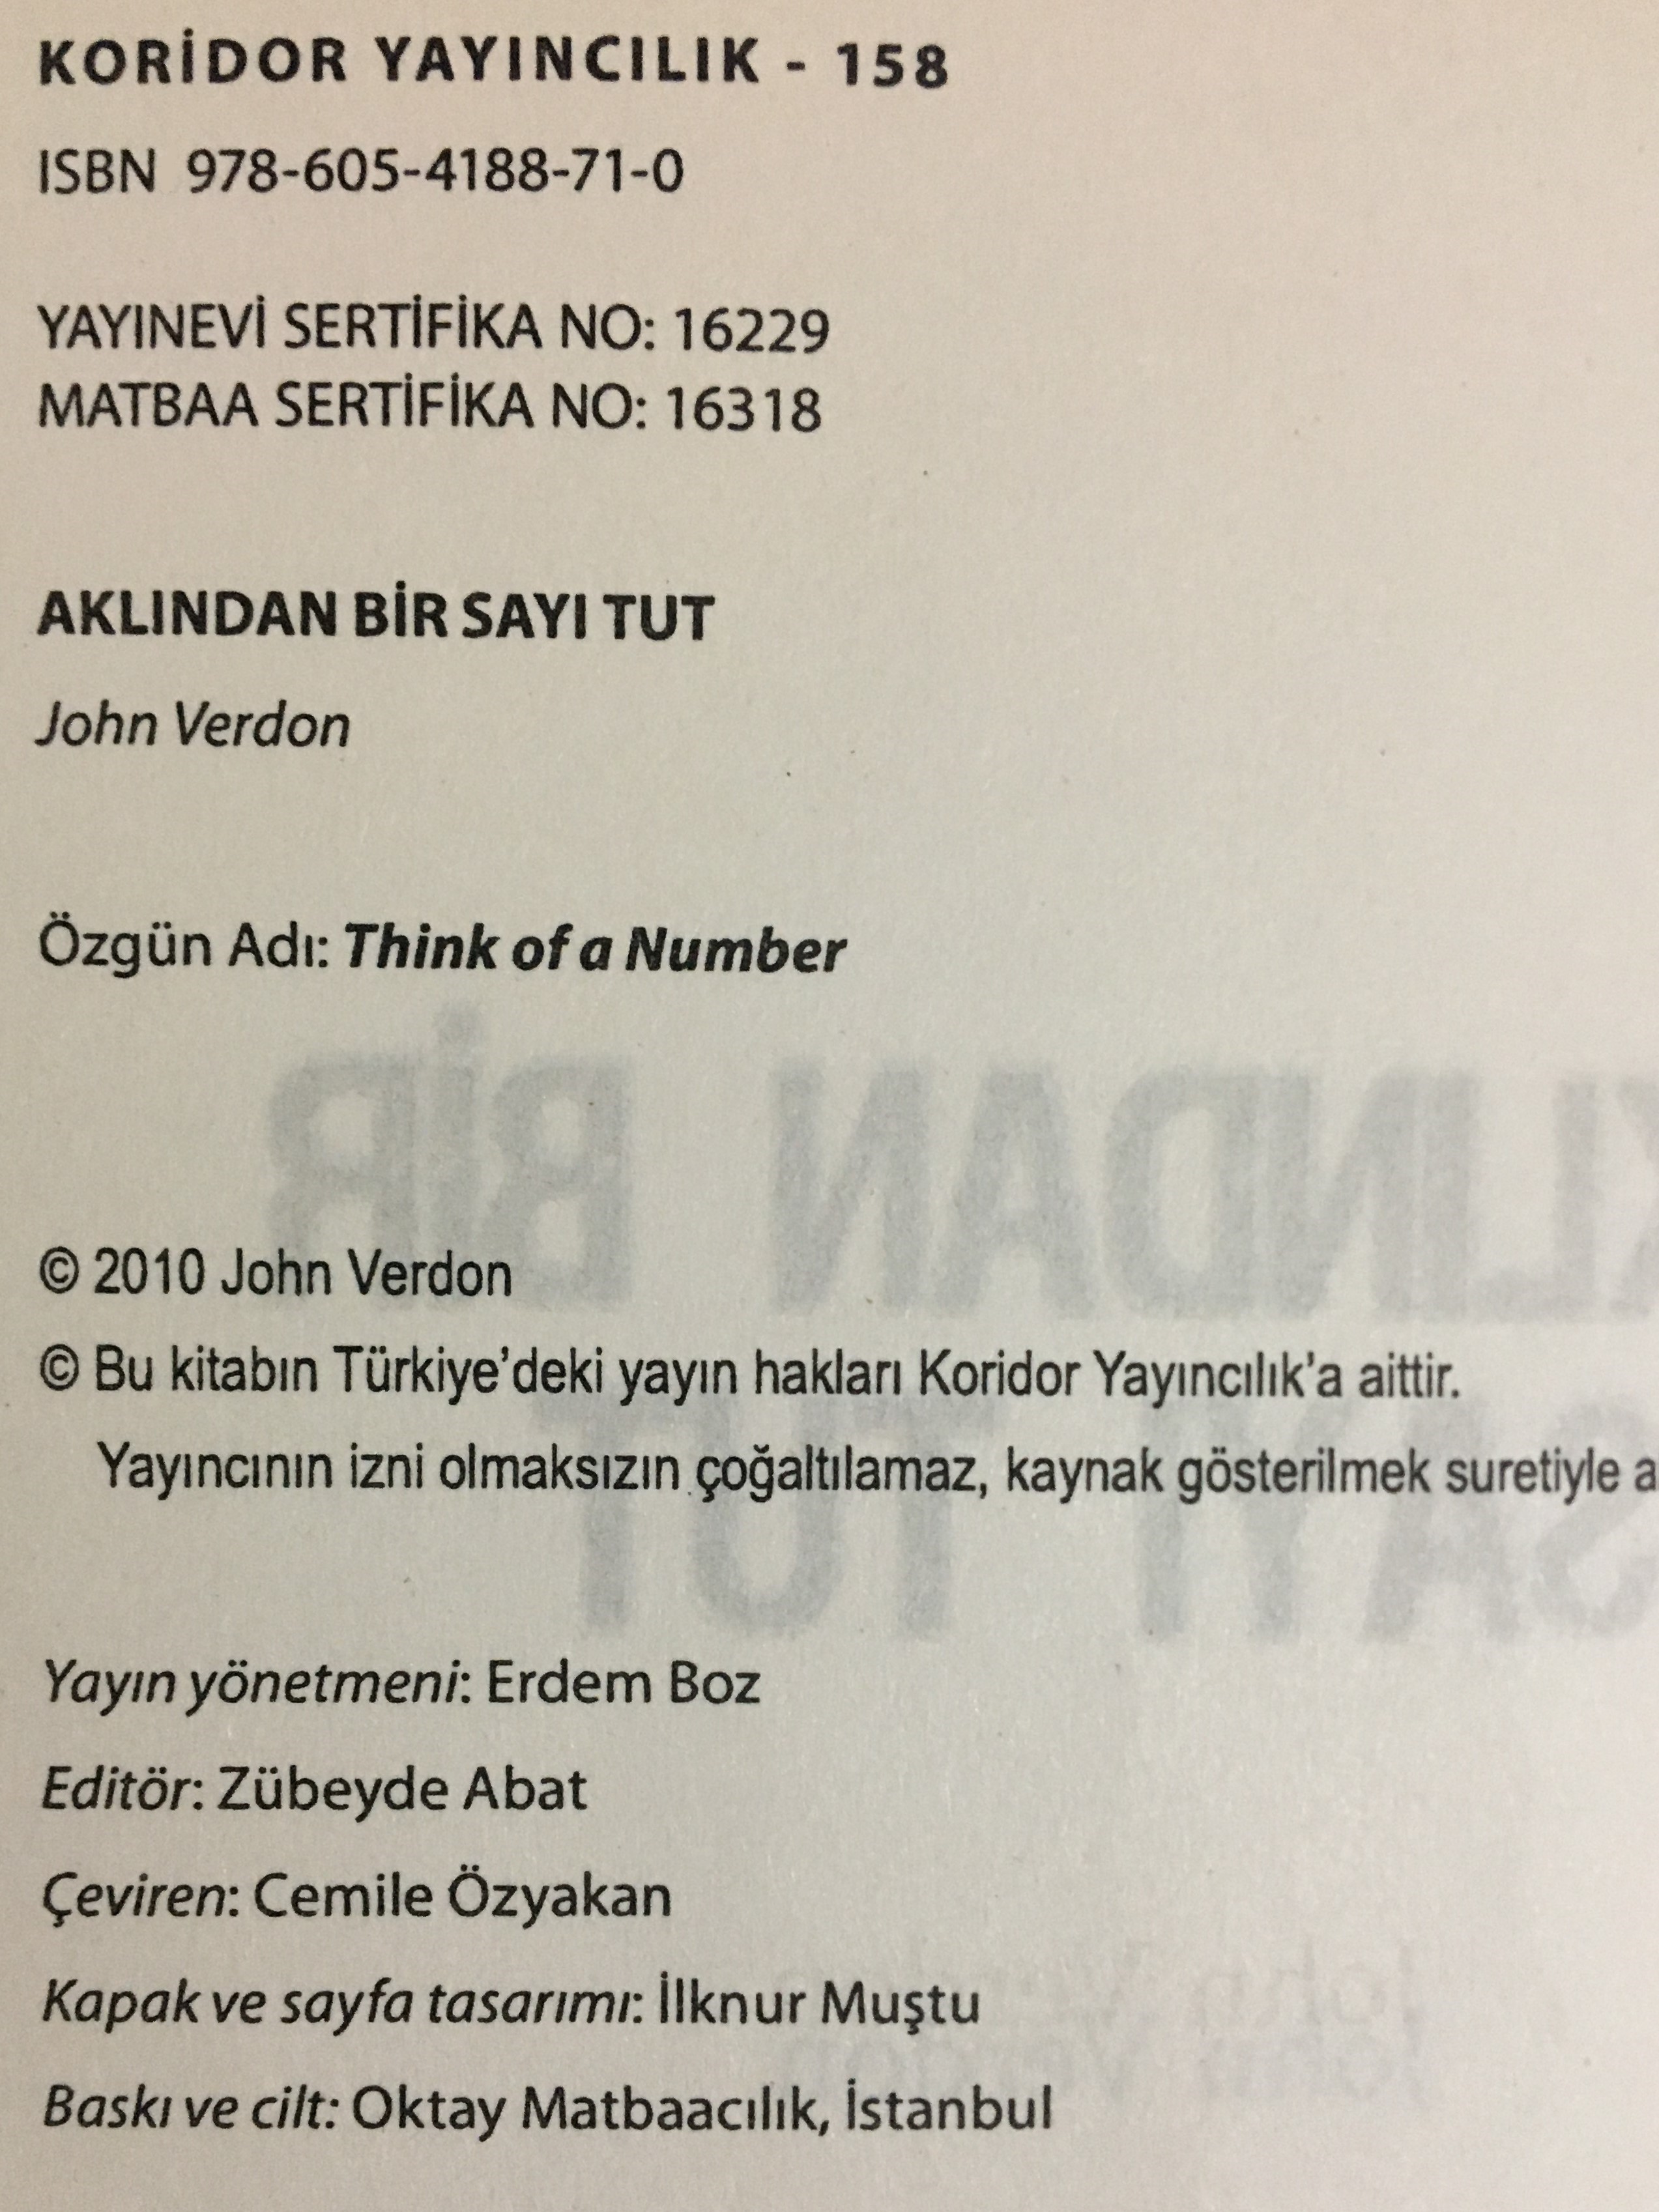 KORİDOR YAYINCILIK - 158
ISBN 978-605-4188-71-0
YAYINEVİ SERTİFİKA NO: 16229
MATBAA SERTİFİKA NO: 16318
AKLINDAN BİR SAYI TUT
John Verdon
Özgün Adı: Think of a Number
© 2010 John Verdon
© Bu kitabın Türkiye'deki yayın hakları Koridor Yayıncılık'a aittir.
Yayıncının izni olmaksızın çoğaltılamaz, kaynak gösterilmek suretiyle a
Yayın yönetmeni: Erdem Boz
Editör: Zübeyde Abat
Çeviren: Cemile Özyakan
Kapak ve sayfa tasarımı: İlknur Muştu
Baskı ve cilt: Oktay Matbaacılık, İstanbul